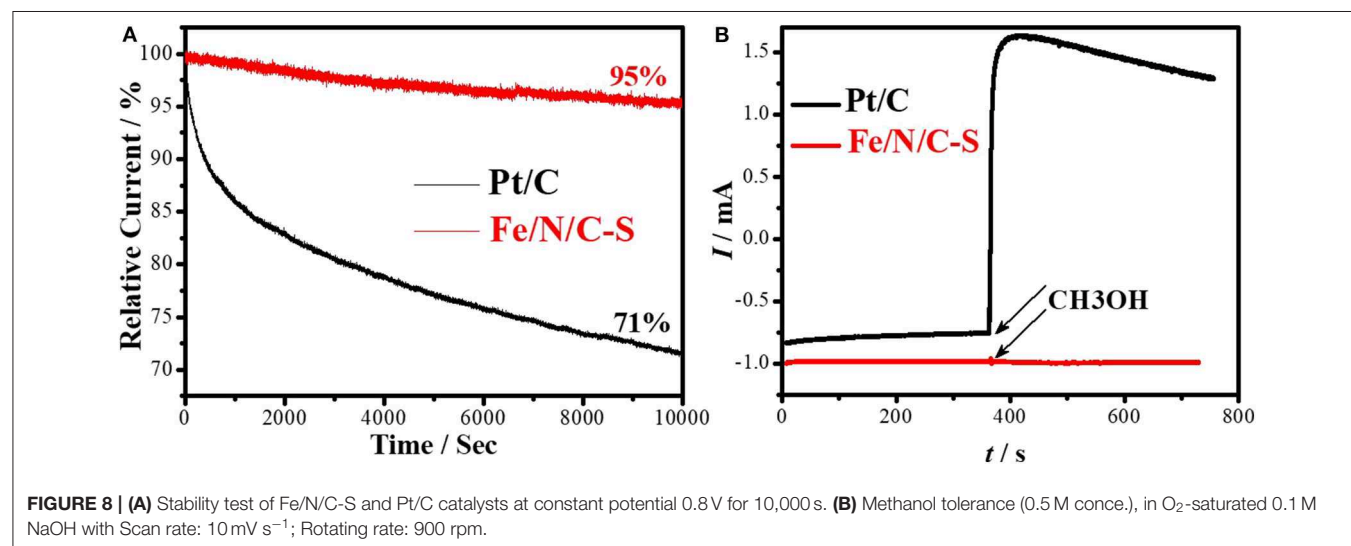 A
Relative Current / %
100
95
90
85
80
75
70
95%
Pt/C
Fe/N/C-S
71%
0
2000
4000
6000
8000
10000
Time / Sec
B
I / mA
1.5
1.0
0.5
0.0
-0.5
-1.0
Pt/C
Fe/N/C-S
CH3OH
0
200
400
600
800
t / s
FIGURE 8 | (A) Stability test of Fe/N/C-S and Pt/C catalysts at constant potential 0.8 V for 10,000 s. (B) Methanol tolerance (0.5 M conce.), in O₂-saturated 0.1 M
NaOH with Scan rate: 10 mV s⁻¹; Rotating rate: 900 rpm.